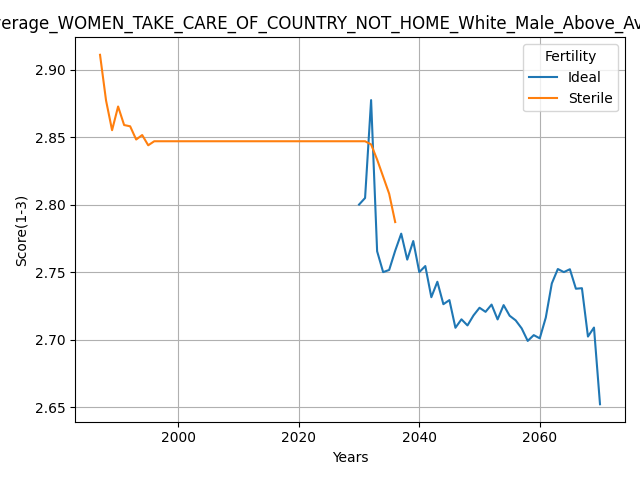 verage_WOMEN_TAKE_CARE_OF_COUNTRY_NOT_HOME_White_Male_Above_Av
Fertility
Ideal
Sterile
2.90
2.85
2.80
2.75
2.70
2.65
Score(1-3)
2000
2020
2040
2060
Years